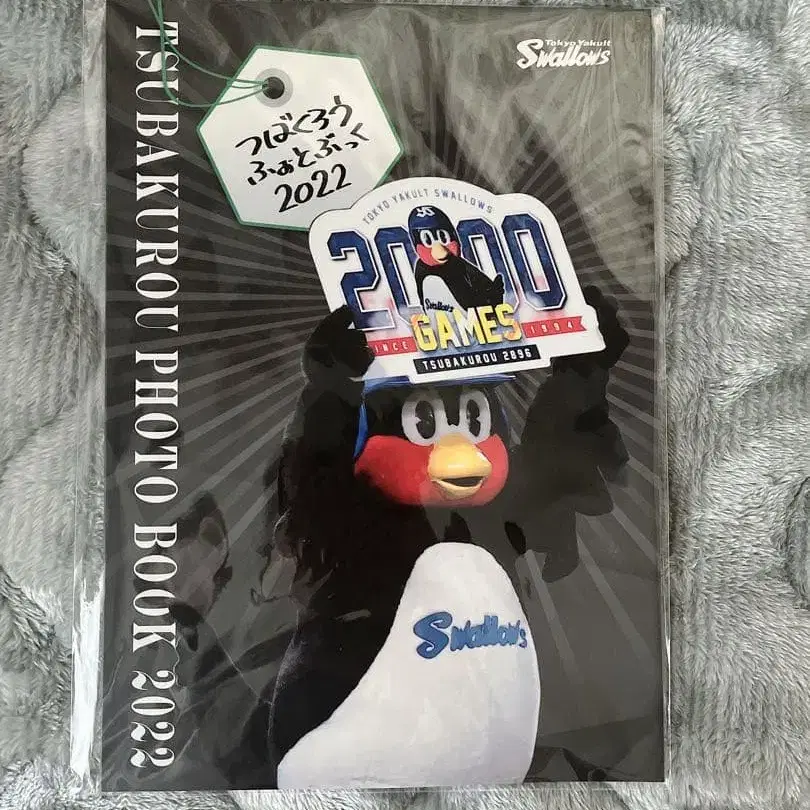 TSUBAKUROU PHOTO BOOK 2022
Tokyo Yakult
Swallows
つばくろう
ふぉとぶっく
2022
TOKYO YAKULT SWALLOWS
2000
Swallows
GAMES
SINCE 1994
TSUBAKUROU 2896
Swallows